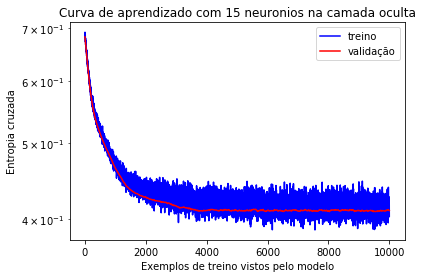 Curva de aprendizado com 15 neuronios na camada oculta
treino
validação
Entropia cruzada
7 × 10⁻¹
6 × 10⁻¹
5 × 10⁻¹
4 × 10⁻¹
0 2000 4000 6000 8000 10000
Exemplos de treino vistos pelo modelo